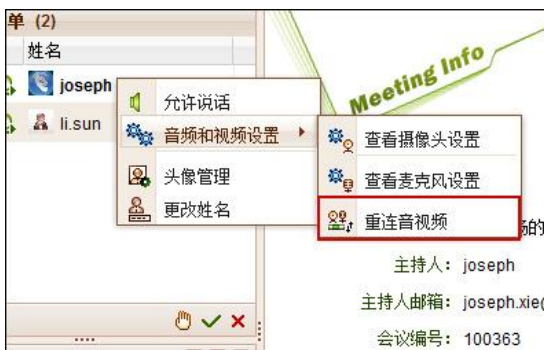 单 (2)
姓名
joseph
li.sun
允许说话
音频和视频设置
头像管理
更改姓名
查看摄像头设置
查看麦克风设置
重连音视频
Meeting Info
的
主持人： joseph
主持人邮箱： joseph.xie(
会议编号： 100363